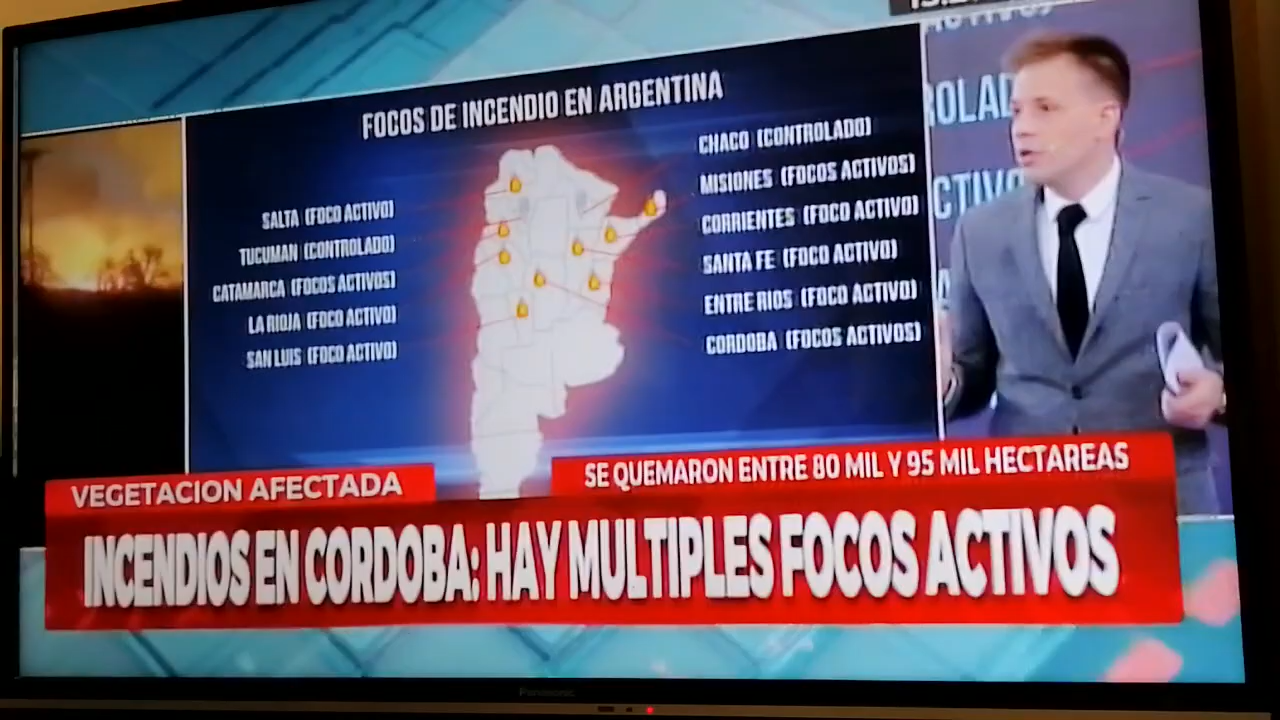 FOCOS DE INCENDIO EN ARGENTINA
SALTA (FOCO ACTIVO)
TUCUMAN (CONTROLADO)
CATAMARCA (FOCOS ACTIVOS)
LA RIOJA (FOCO ACTIVO)
SAN LUIS (FOCO ACTIVO)
CHACO (CONTROLADO)
MISIONES (FOCOS ACTIVOS)
CORRIENTES (FOCO ACTIVO)
SANTA FE (FOCO ACTIVO)
ENTRE RIOS (FOCO ACTIVO)
CORDOBA (FOCOS ACTIVOS)
VEGETACION AFECTADA
SE QUEMARON ENTRE 80 MIL Y 95 MIL HECTAREAS
INCENDIOS EN CORDOBA: HAY MULTIPLES FOCOS ACTIVOS
Panasonic